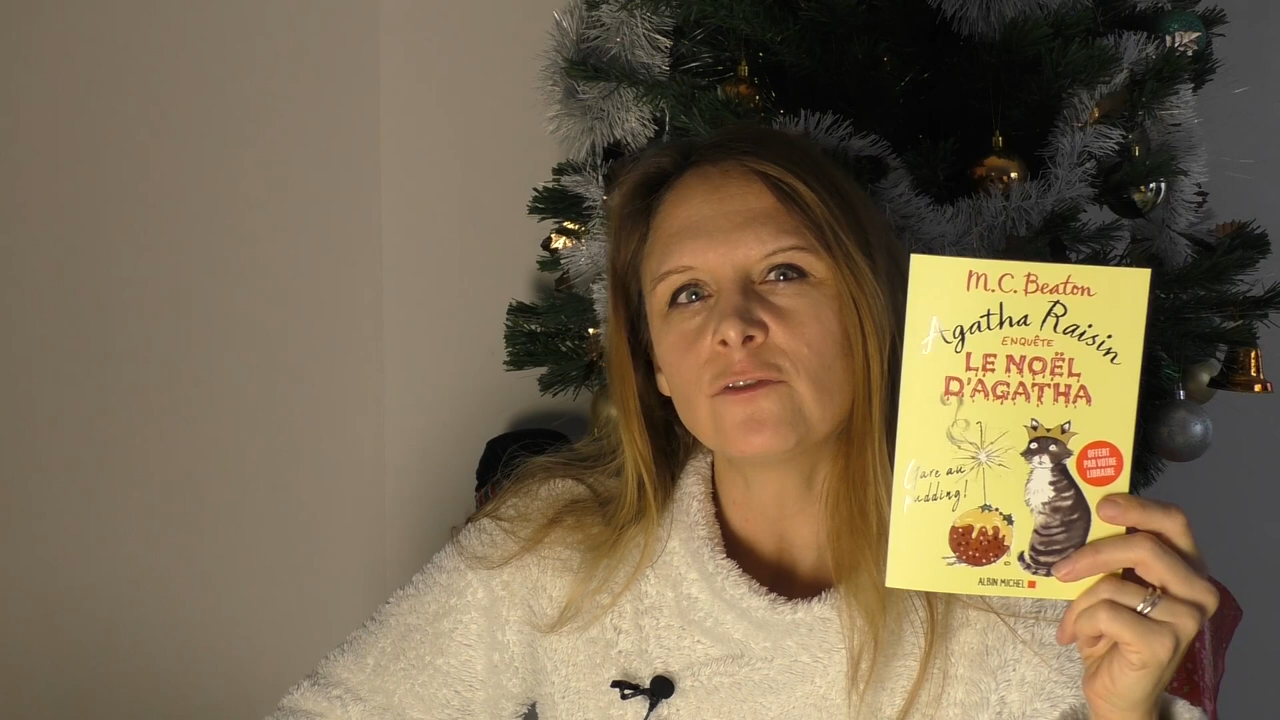 M.C. Beaton
Agatha Raisin
ENQUÊTE
LE NOËL
D'AGATHA
OFFERT
PAR VOTRE
LIBRAIRE
Gare au
pudding!
ALBIN MICHEL